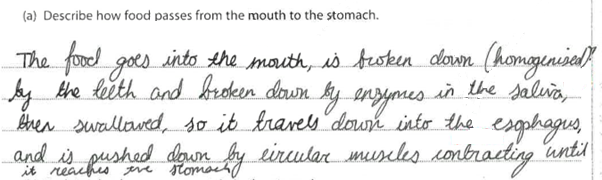 (a) Describe how food passes from the mouth to the stomach.
The food goes into the mouth, is broken down (homogenised)?
by the teeth and broken down by enzymes in the saliva,
then swallowed, so it travels down into the esophagus,
and is pushed down by circular muscles contracting until
it reaches the stomach